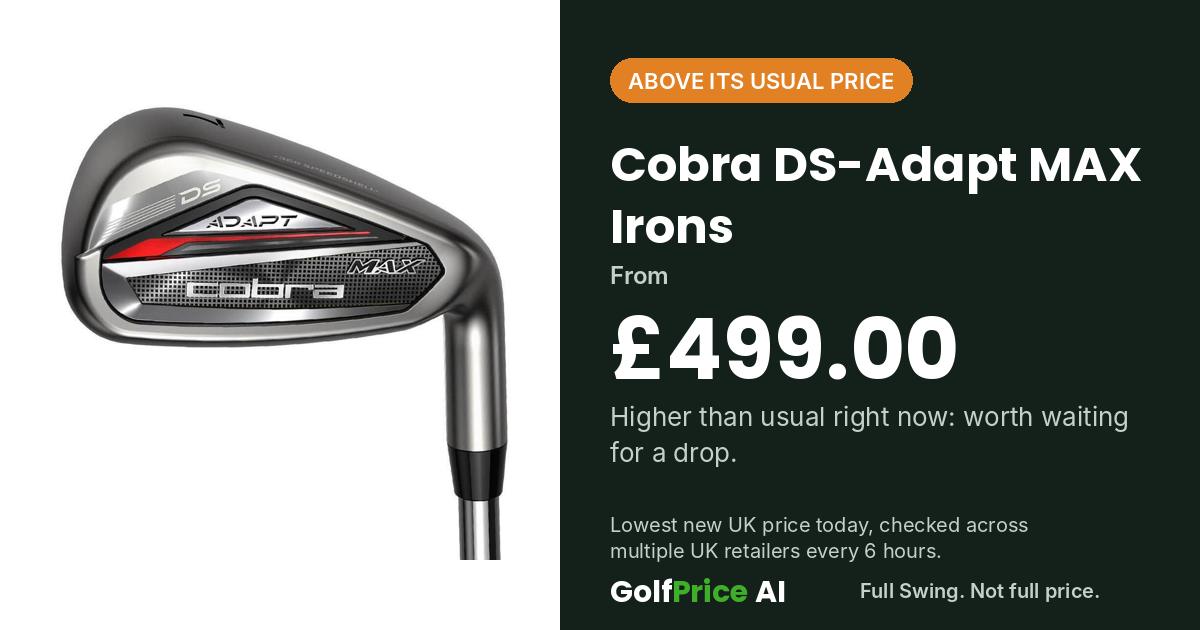 7
360 SPEEDSHELL
DS
ADAPT
MAX
cobra
ABOVE ITS USUAL PRICE
Cobra DS-Adapt MAX
Irons
From
£499.00
Higher than usual right now: worth waiting
for a drop.
Lowest new UK price today, checked across
multiple UK retailers every 6 hours.
GolfPrice AI
Full Swing. Not full price.